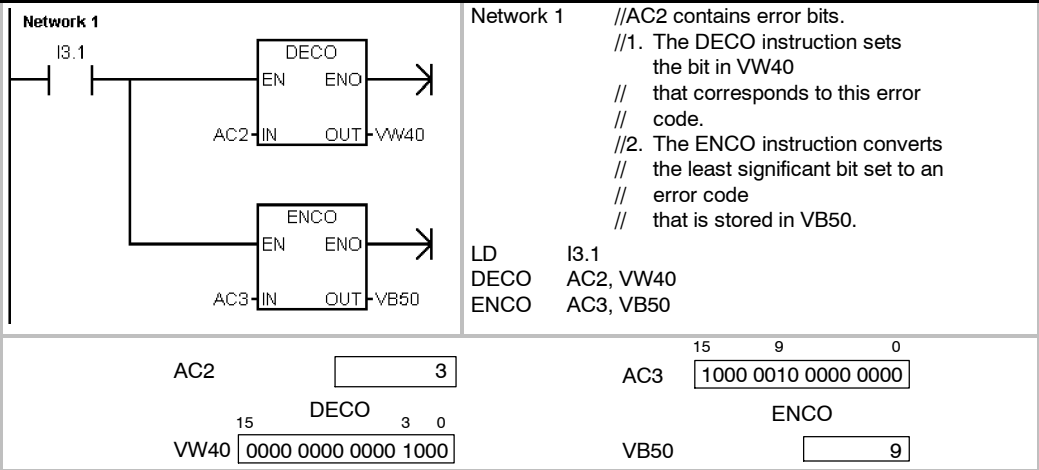 Network 1
I3.1
DECO
EN ENO
AC2 IN OUT VW40
ENCO
EN ENO
AC3 IN OUT VB50
Network 1 //AC2 contains error bits.
//1. The DECO instruction sets
the bit in VW40
// that corresponds to this error
// code.
//2. The ENCO instruction converts
// the least significant bit set to an
// error code
// that is stored in VB50.
LD I3.1
DECO AC2, VW40
ENCO AC3, VB50
AC2 3
DECO
15 3 0
VW40 0000 0000 0000 1000
15 9 0
AC3 1000 0010 0000 0000
ENCO
VB50 9